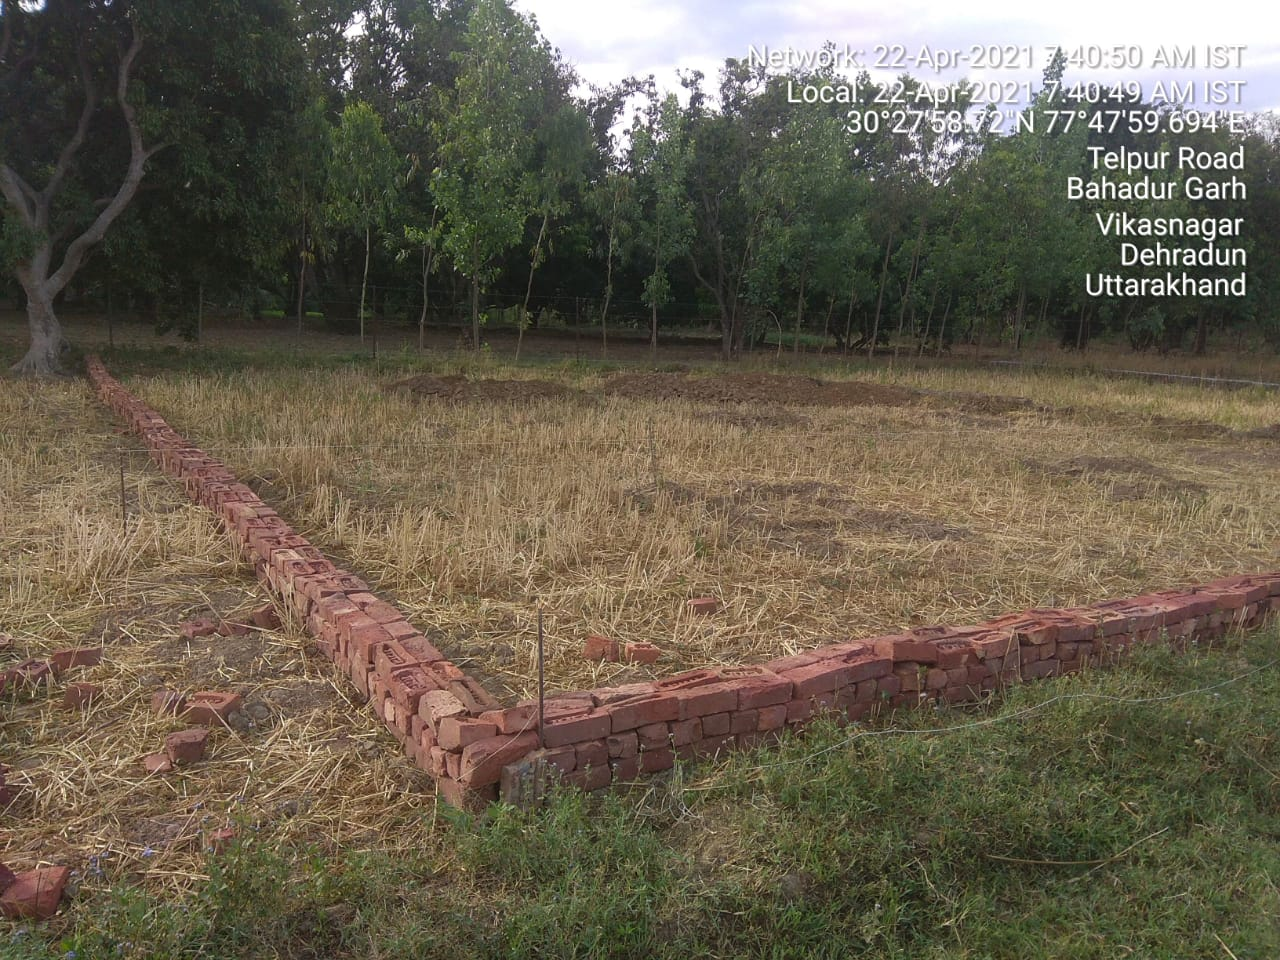 Network: 22-Apr-2021 7:40:50 AM IST
Local: 22-Apr-2021 7:40:49 AM IST
30°27'58.72"N 77°47'59.694"E
Telpur Road
Bahadur Garh
Vikasnagar
Dehradun
Uttarakhand